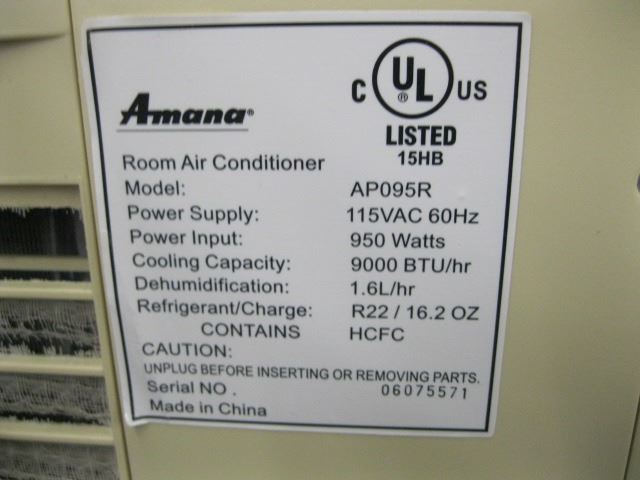 C UL ® US
LISTED
15HB
Amana®
Room Air Conditioner
Model: AP095R
Power Supply: 115VAC 60Hz
Power Input: 950 Watts
Cooling Capacity: 9000 BTU/hr
Dehumidification: 1.6L/hr
Refrigerant/Charge: R22 / 16.2 OZ
CONTAINS HCFC
CAUTION:
UNPLUG BEFORE INSERTING OR REMOVING PARTS.
Serial NO . 06075571
Made in China